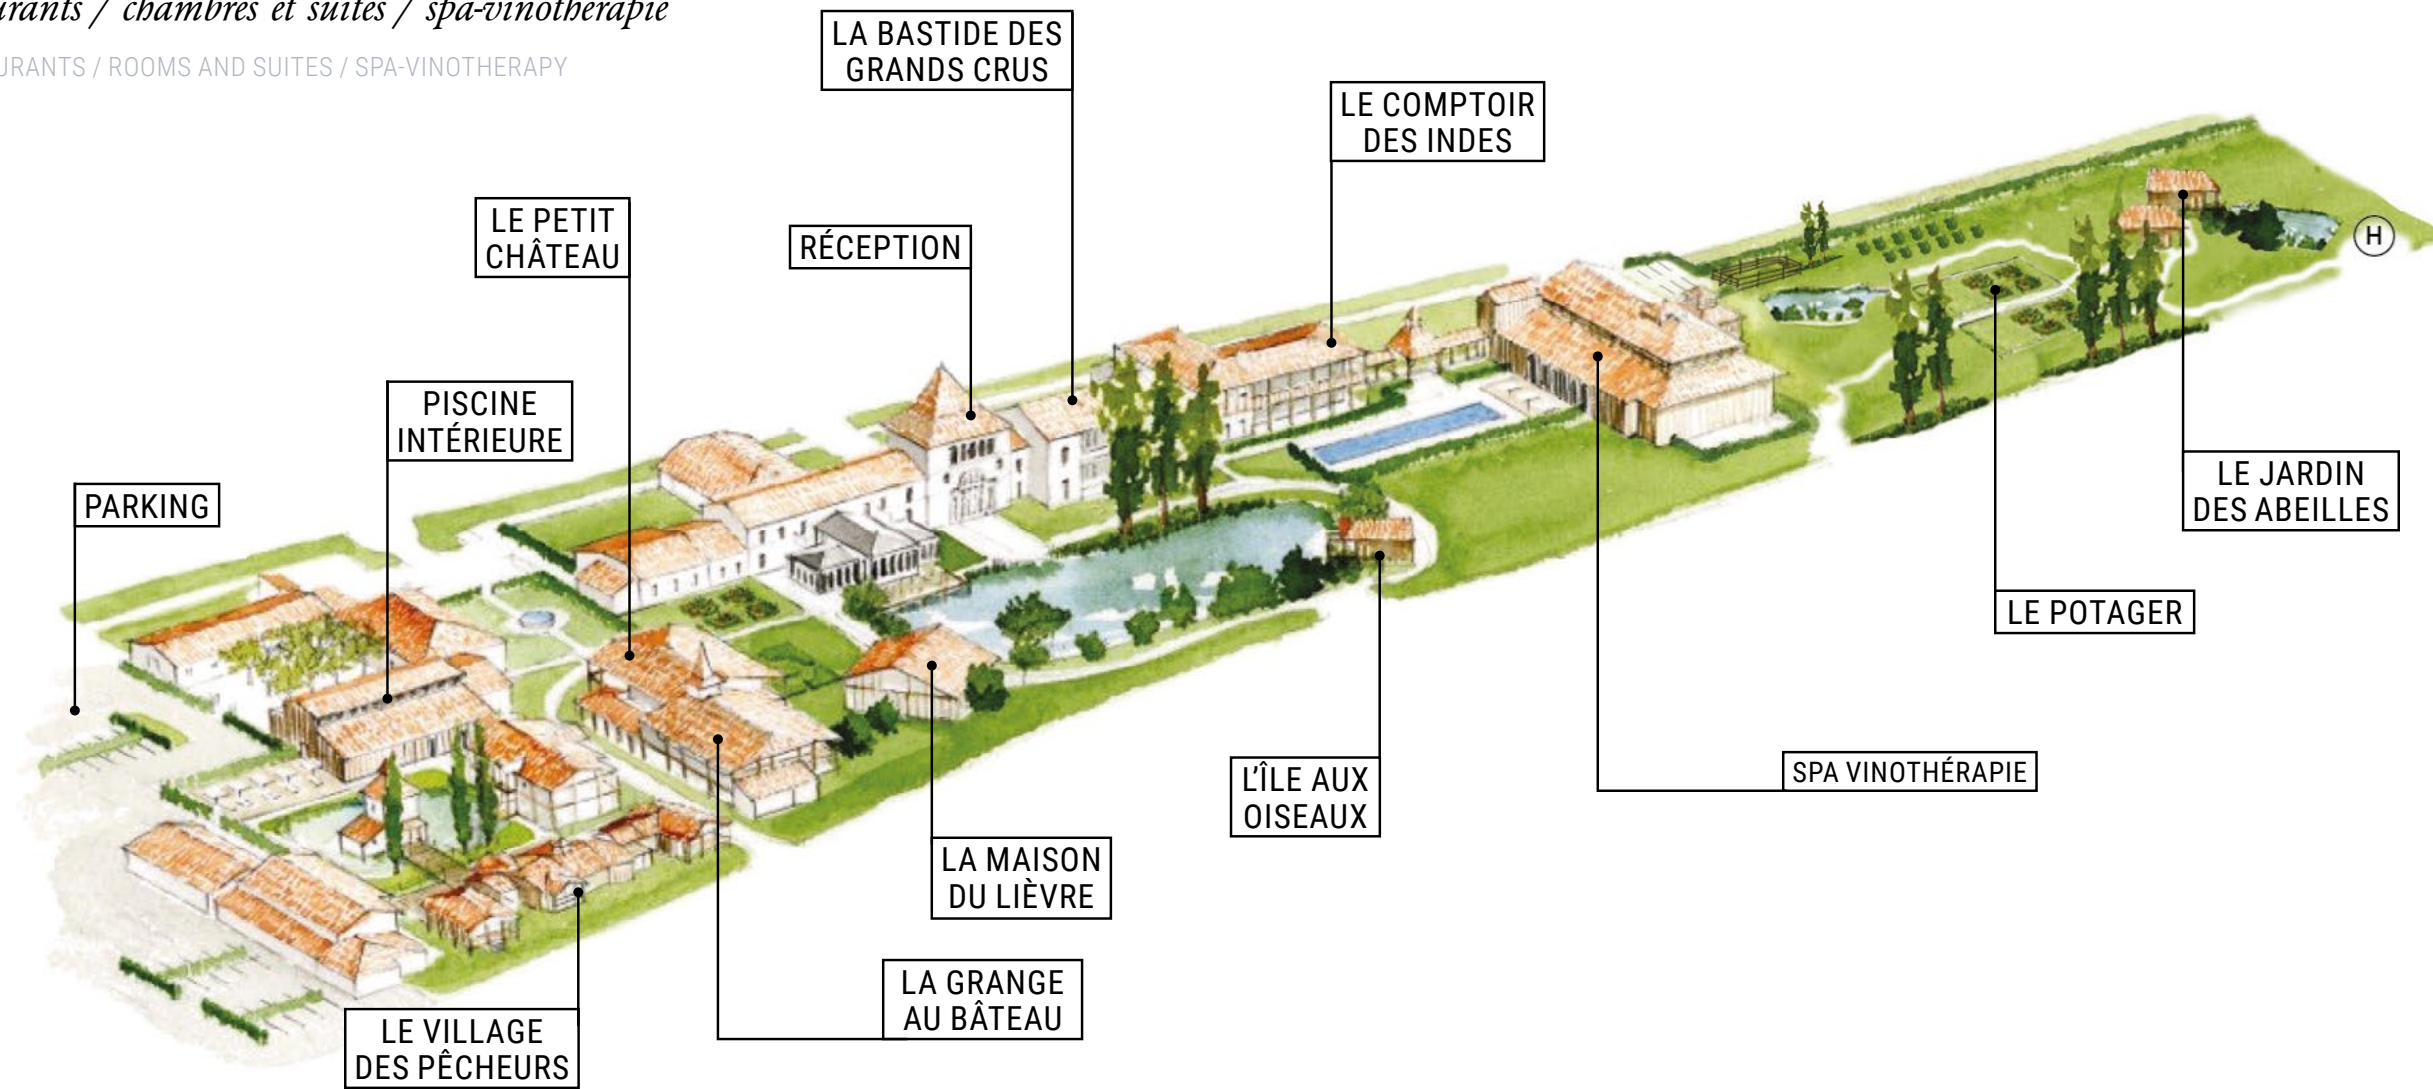 chambres et suites / spa-vinothérapie
/ ROOMS AND SUITES / SPA-VINOTHERAPY
LA BASTIDE DES
GRANDS CRUS
LE COMPTOIR
DES INDES
LE PETIT
CHÂTEAU
RÉCEPTION
H
PISCINE
INTÉRIEURE
PARKING
LE JARDIN
DES ABEILLES
LE POTAGER
L'ÎLE AUX
OISEAUX
SPA VINOTHÉRAPIE
LA MAISON
DU LIÈVRE
LA GRANGE
AU BÂTEAU
LE VILLAGE
DES PÊCHEURS